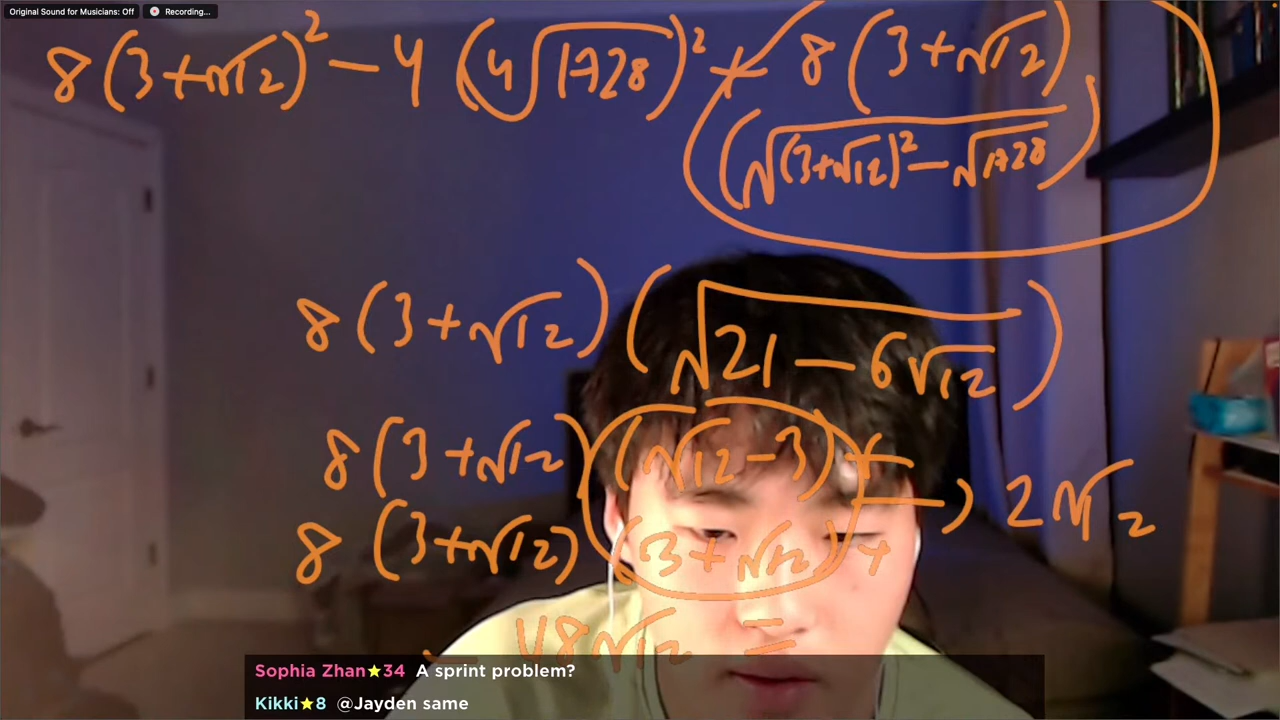 Original Sound for Musicians: Off
Recording...
8(3+√12)² − 4(4√1728)² + 8(3+√12)
(√((3+√12)² − √1728))
8(3+√12)(√(21 − 6√12))
8(3+√12)(√12−3)+
8(3+√12)(3+√12)+ → 2√12
48√12 =
Sophia Zhan⭐34 A sprint problem?
Kikki⭐8 @Jayden same